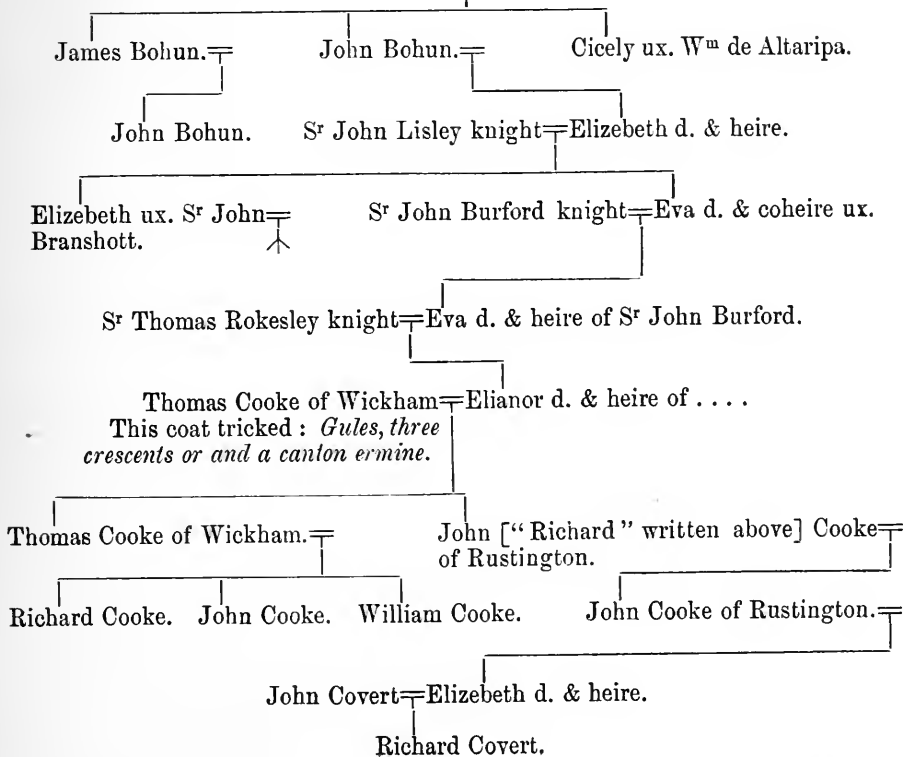 James Bohun. John Bohun. Cicely ux. Wᵐ de Altaripa.
John Bohun. Sʳ John Lisley knight=Elizebeth d. & heire.
Elizebeth ux. Sʳ John= Sʳ John Burford knight=Eva d. & coheire ux.
Branshott.
Sʳ Thomas Rokesley knight=Eva d. & heire of Sʳ John Burford.
Thomas Cooke of Wickham=Elianor d. & heire of . . . .
This coat tricked : Gules, three
crescents or and a canton ermine.
Thomas Cooke of Wickham.= John [“Richard” written above] Cooke=
of Rustington.
Richard Cooke. John Cooke. William Cooke. John Cooke of Rustington.=
John Covert=Elizebeth d. & heire.
Richard Covert.